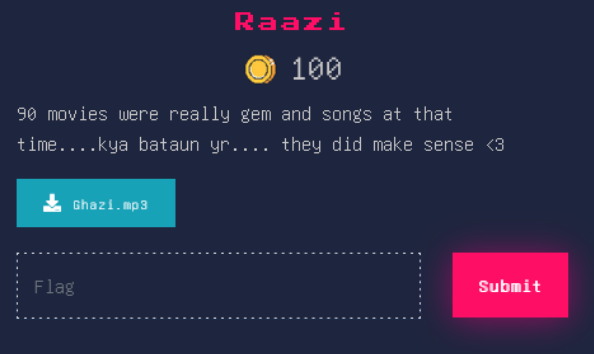 Raazi
100
90 movies were really gem and songs at that
time....kya bataun yr.... they did make sense <3
Ghazi.mp3
Flag
Submit